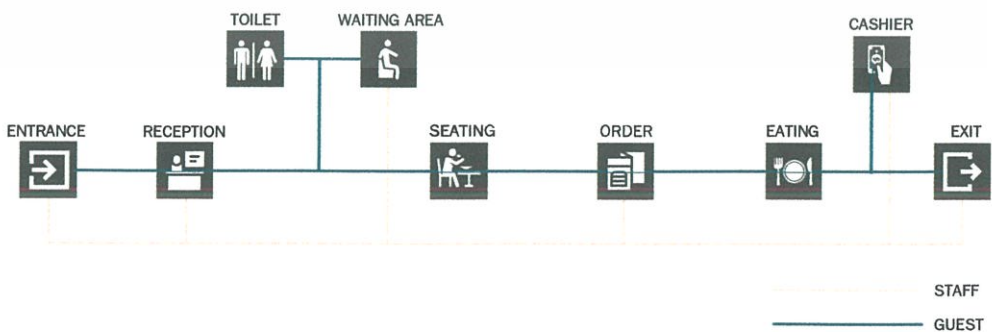 TOILET
WAITING AREA
CASHIER
ENTRANCE
RECEPTION
SEATING
ORDER
EATING
EXIT
STAFF
GUEST